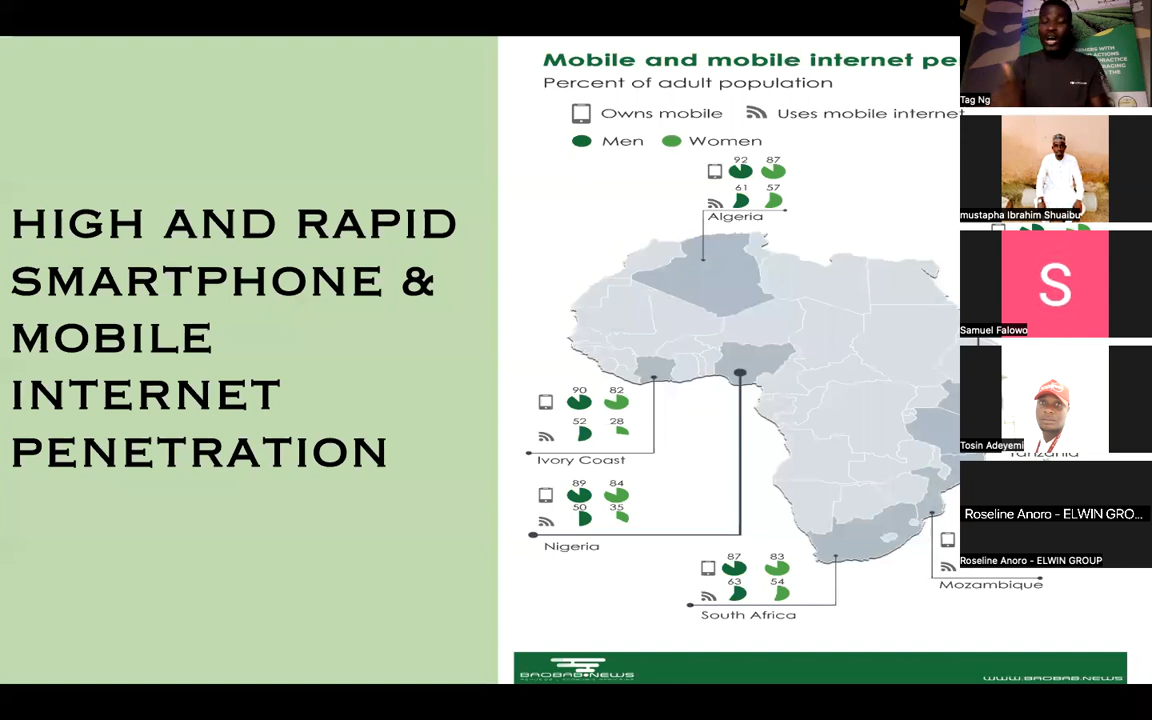 HIGH AND RAPID
SMARTPHONE &
MOBILE
INTERNET
PENETRATION
Mobile and mobile internet pe
Percent of adult population
Owns mobile
Uses mobile internet
Men
Women
92 87
61 57
Algeria
90 82
52 28
Ivory Coast
89 84
50 35
Nigeria
87 83
63 54
South Africa
Tanzania
Mozambique
BAOBAB.NEWS
WWW.BAOBAB.NEWS
Tag Ng
mustapha Ibrahim Shuaibu
S
Samuel Falowo
Tosin Adeyemi
Roseline Anoro - ELWIN GRO...
Roseline Anoro - ELWIN GROUP